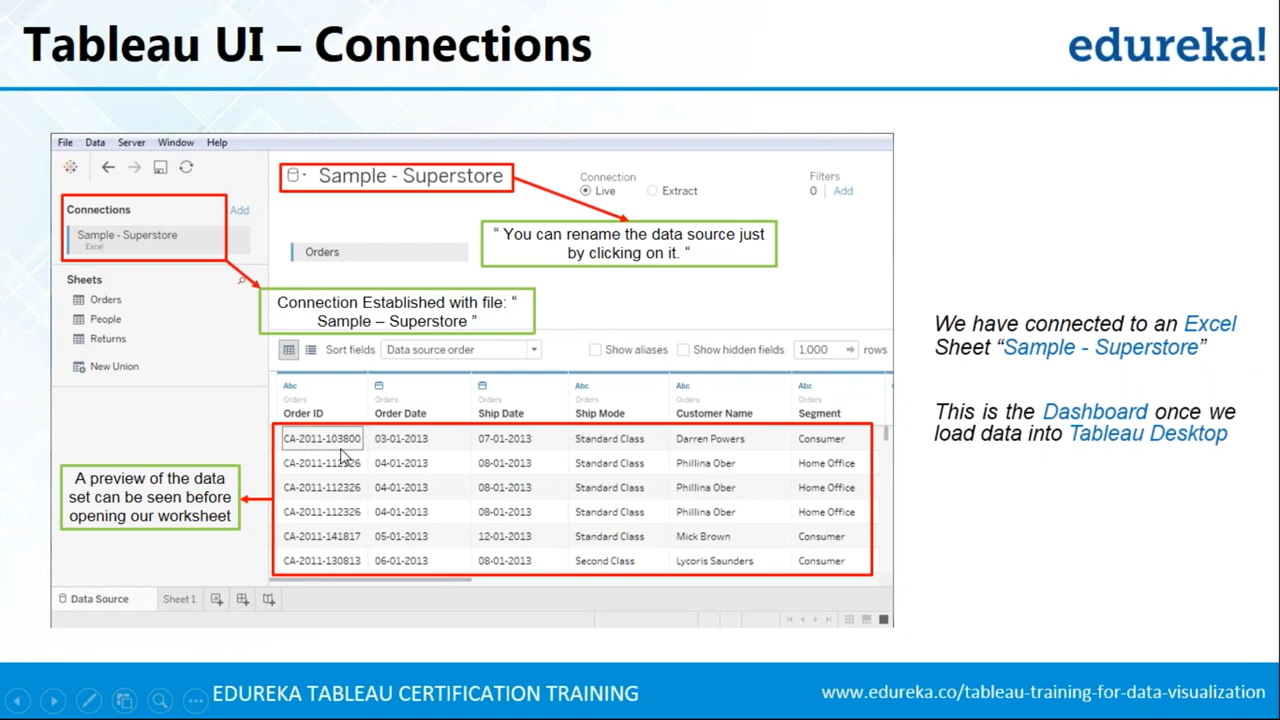 Tableau UI – Connections
edureka!
File Data Server Window Help
Connections
Add
Sample - Superstore
Excel
Sample - Superstore
Connection
Live Extract
Filters
0 Add
“ You can rename the data source just
by clicking on it. “
Orders
Sheets
Orders
People
Returns
New Union
Connection Established with file: “
Sample – Superstore ”
Sort fields Data source order Show aliases Show hidden fields 1,000 rows
Abc Abc Abc Abc
Orders Orders Orders Orders Orders Orders
Order ID Order Date Ship Date Ship Mode Customer Name Segment
CA-2011-103800 03-01-2013 07-01-2013 Standard Class Darren Powers Consumer
CA-2011-112326 04-01-2013 08-01-2013 Standard Class Phillina Ober Home Office
CA-2011-112326 04-01-2013 08-01-2013 Standard Class Phillina Ober Home Office
CA-2011-112326 04-01-2013 08-01-2013 Standard Class Phillina Ober Home Office
CA-2011-141817 05-01-2013 12-01-2013 Standard Class Mick Brown Consumer
CA-2011-130813 06-01-2013 08-01-2013 Second Class Lycoris Saunders Consumer
A preview of the data
set can be seen before
opening our worksheet
Data Source Sheet 1
We have connected to an Excel
Sheet “Sample - Superstore”
This is the Dashboard once we
load data into Tableau Desktop
EDUREKA TABLEAU CERTIFICATION TRAINING
www.edureka.co/tableau-training-for-data-visualization